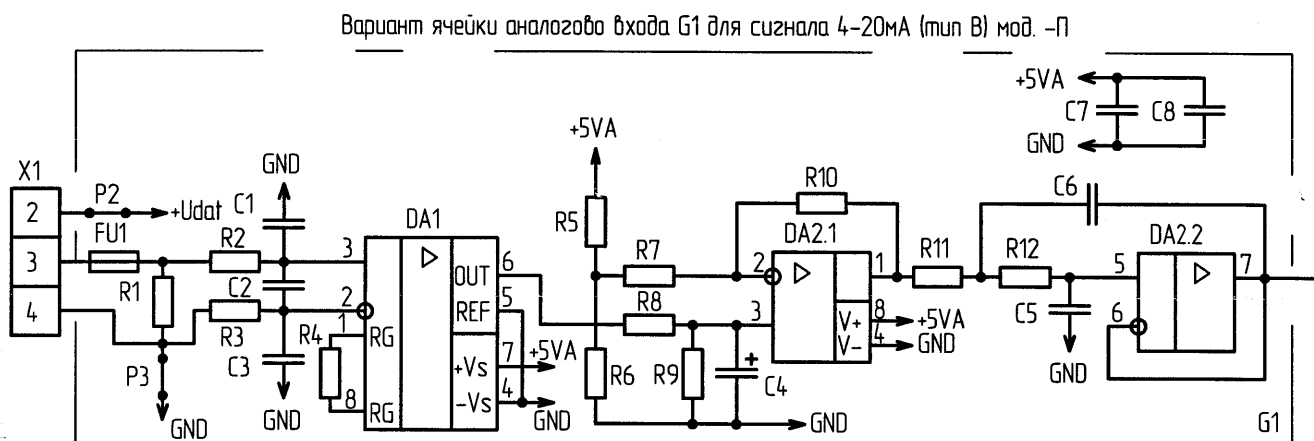 Вариант ячейки аналогово входа G1 для сигнала 4-20мА (тип В) мод. -П
+5VA
C7
C8
GND
X1
2
3
4
P2
+Udat
FU1
R1
P3
GND
R2
R3
GND
C1
C2
C3
GND
R4
DA1
3
2
1
8
RG
RG
OUT
REF
+Vs
-Vs
6
5
7
4
+5VA
GND
+5VA
R5
R6
R7
R8
R9
+
C4
GND
R10
DA2.1
2
3
1
8
4
V+
V-
+5VA
GND
R11
R12
C6
C5
GND
DA2.2
5
6
7
G1